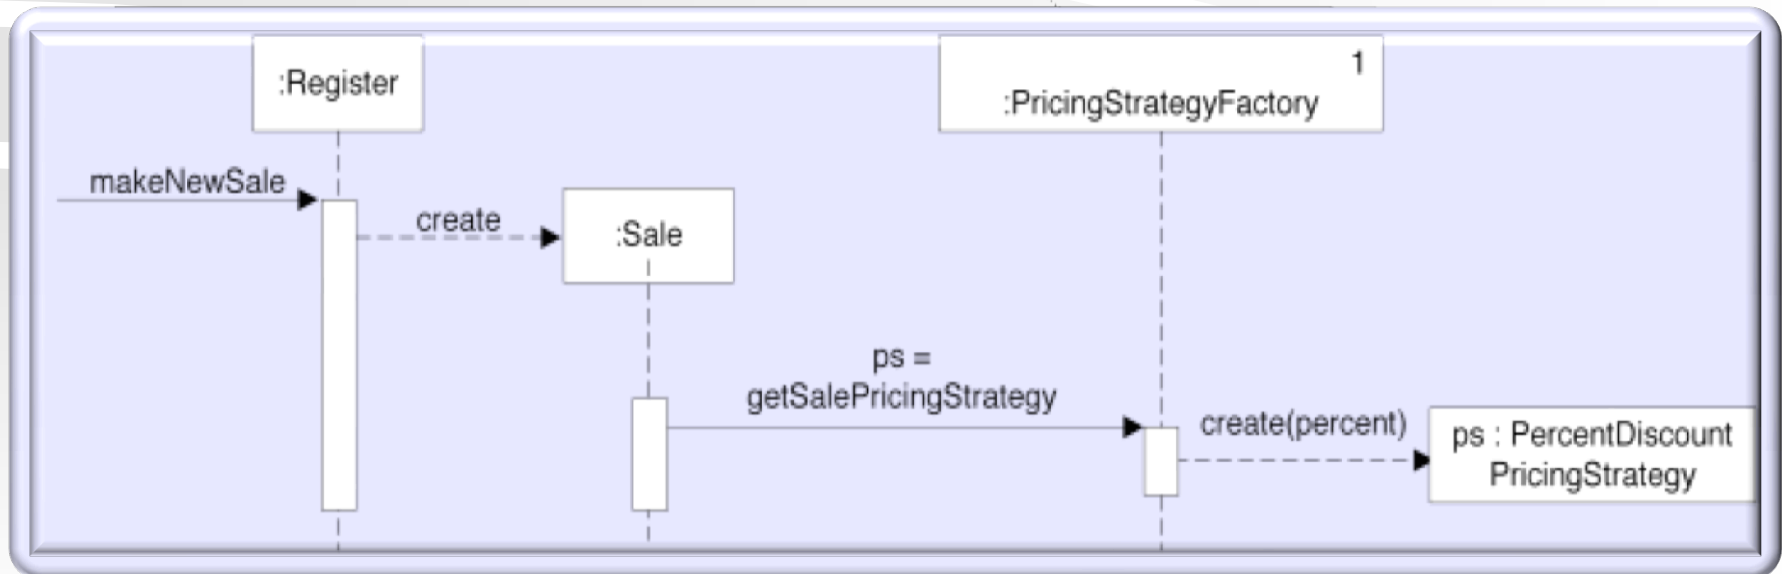 :Register
1
:PricingStrategyFactory
makeNewSale
create
:Sale
ps =
getSalePricingStrategy
create(percent)
ps : PercentDiscount
PricingStrategy